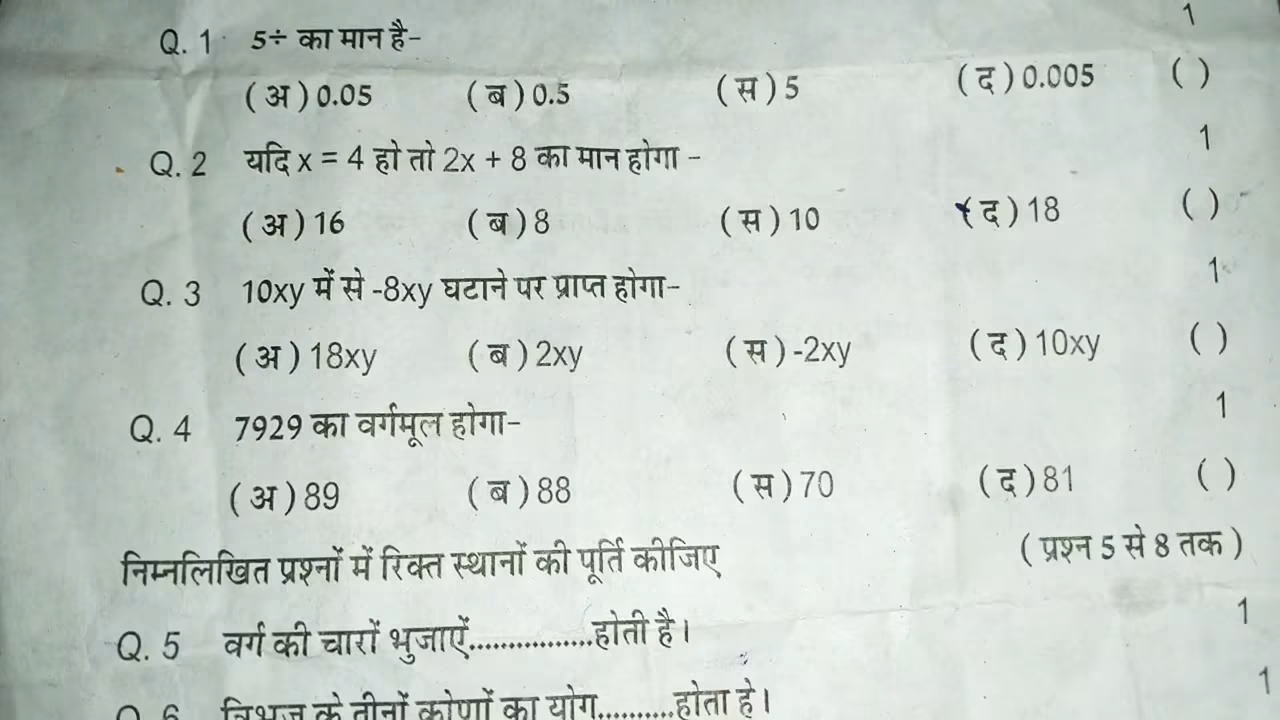 Q. 1 5÷ का मान है- 1
( अ ) 0.05 ( ब ) 0.5 ( स ) 5 ( द ) 0.005 ( )
Q. 2 यदि x = 4 हो तो 2x + 8 का मान होगा - 1
( अ ) 16 ( ब ) 8 ( स ) 10 ( द ) 18 ( )
Q. 3 10xy में से -8xy घटाने पर प्राप्त होगा- 1
( अ ) 18xy ( ब ) 2xy ( स ) -2xy ( द ) 10xy ( )
Q. 4 7929 का वर्गमूल होगा- 1
( अ ) 89 ( ब ) 88 ( स ) 70 ( द ) 81 ( )
निम्नलिखित प्रश्नों में रिक्त स्थानों की पूर्ति कीजिए ( प्रश्न 5 से 8 तक )
Q. 5 वर्ग की चारों भुजाऐं................होती है। 1
Q. 6 त्रिभुज के तीनों कोणों का योग..........होता हे। 1